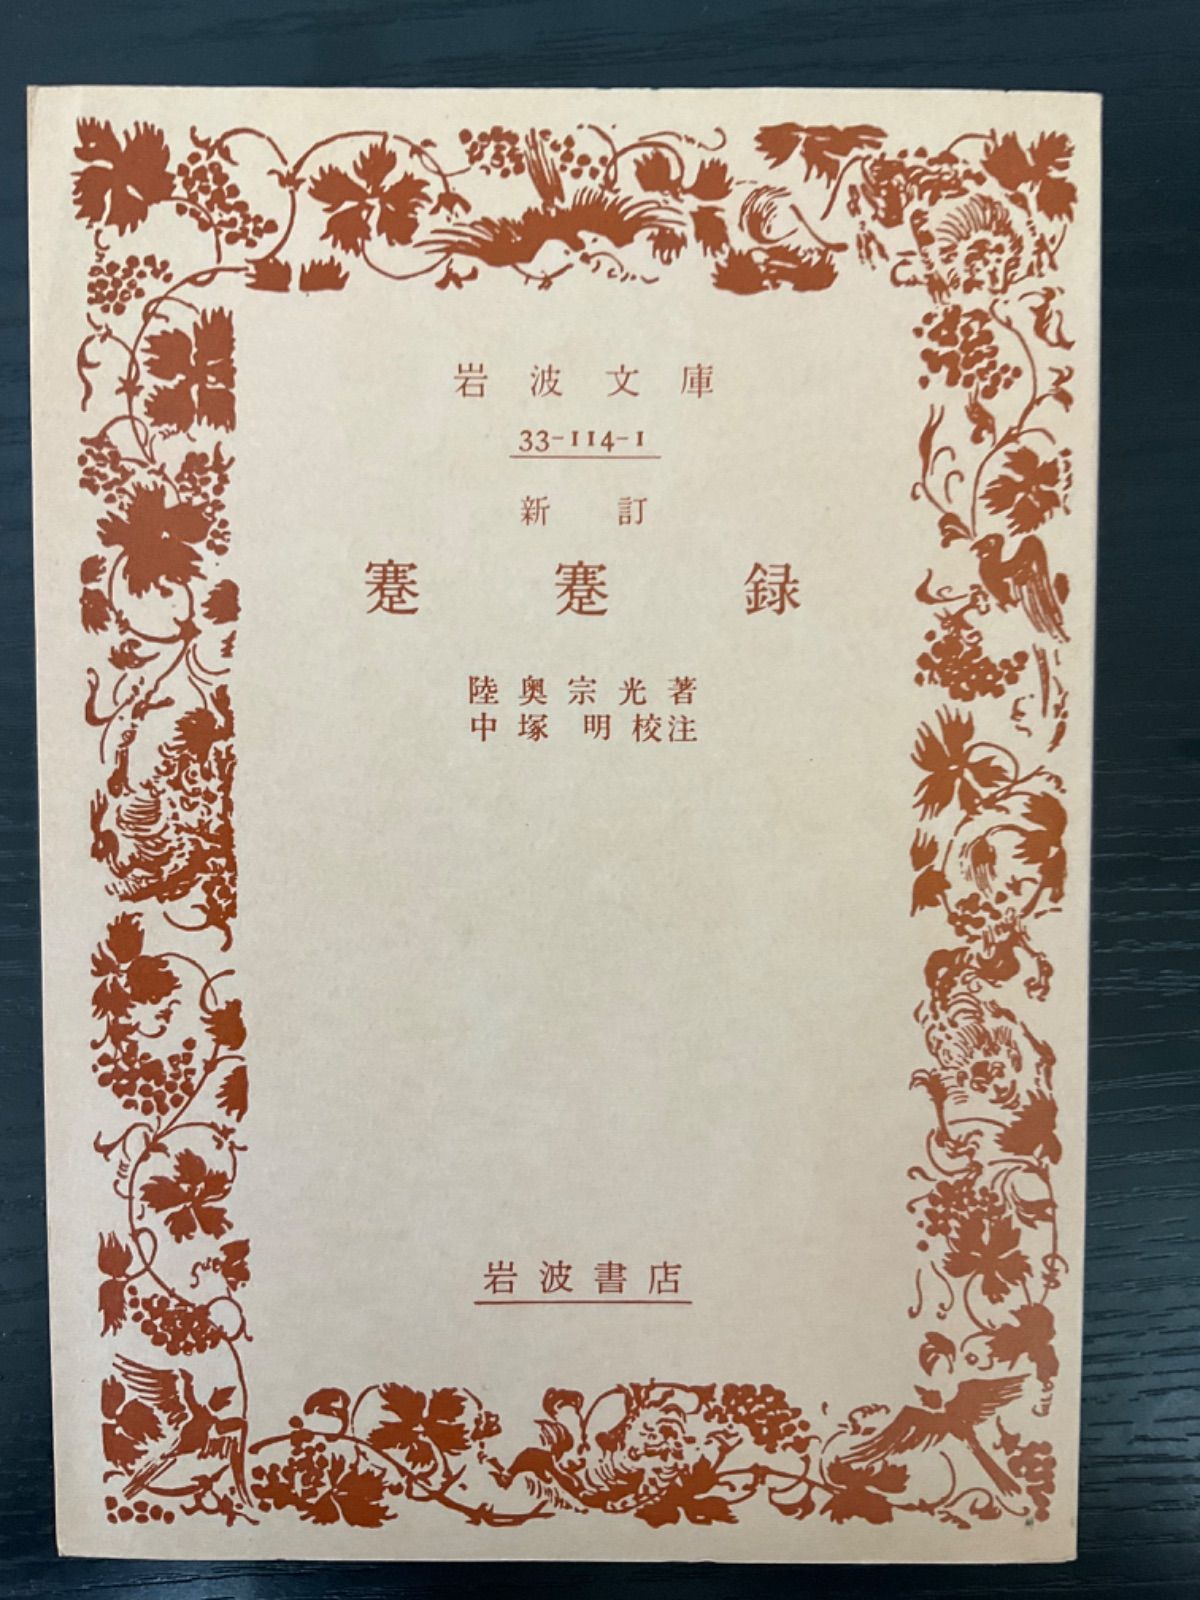 岩波文庫
33-114-1
新訂
蹇蹇録
陸奥宗光著
中塚明校注
岩波書店